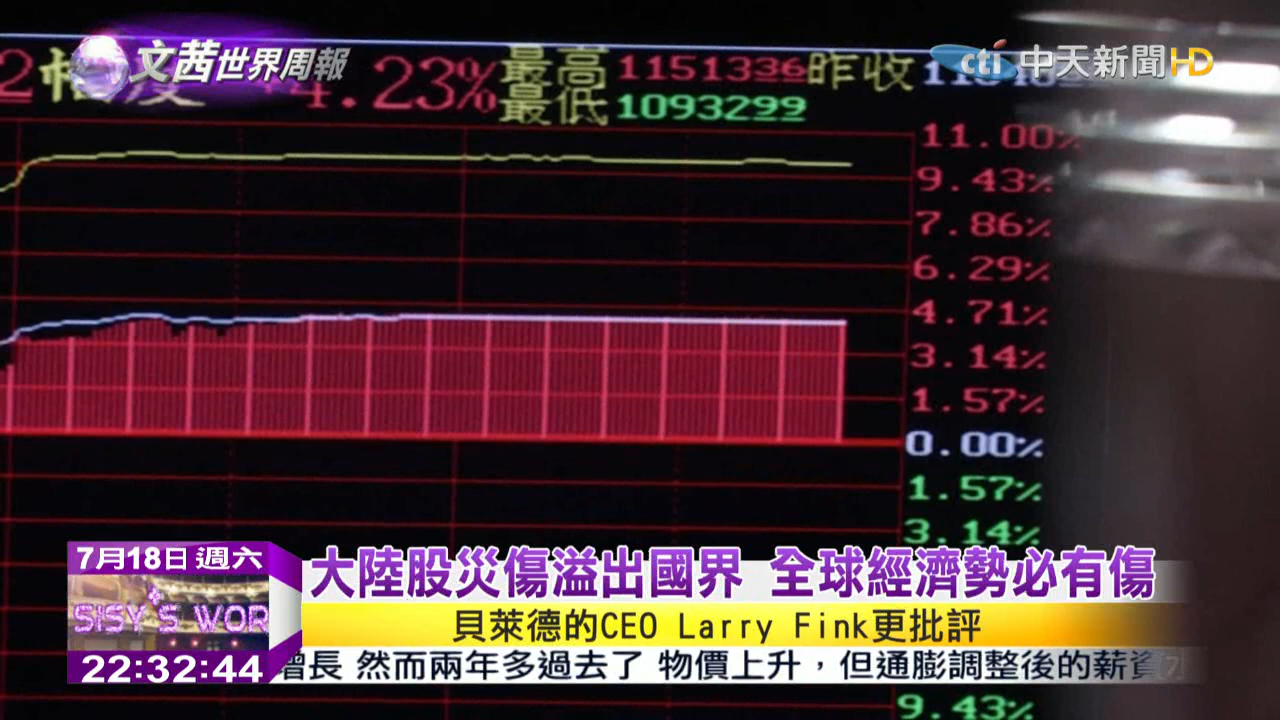 文茜世界周報
cti 中天新聞HD
4.23%
最高 1151336 昨收
最低 1093299
11.00%
9.43%
7.86%
6.29%
4.71%
3.14%
1.57%
0.00%
1.57%
3.14%
9.43%
7月18日 週六
SISY'S WOR
22:32:44
大陸股災傷溢出國界 全球經濟勢必有傷
貝萊德的CEO Larry Fink更批評
增長 然而兩年多過去了 物價上升，但通膨調整後的薪資